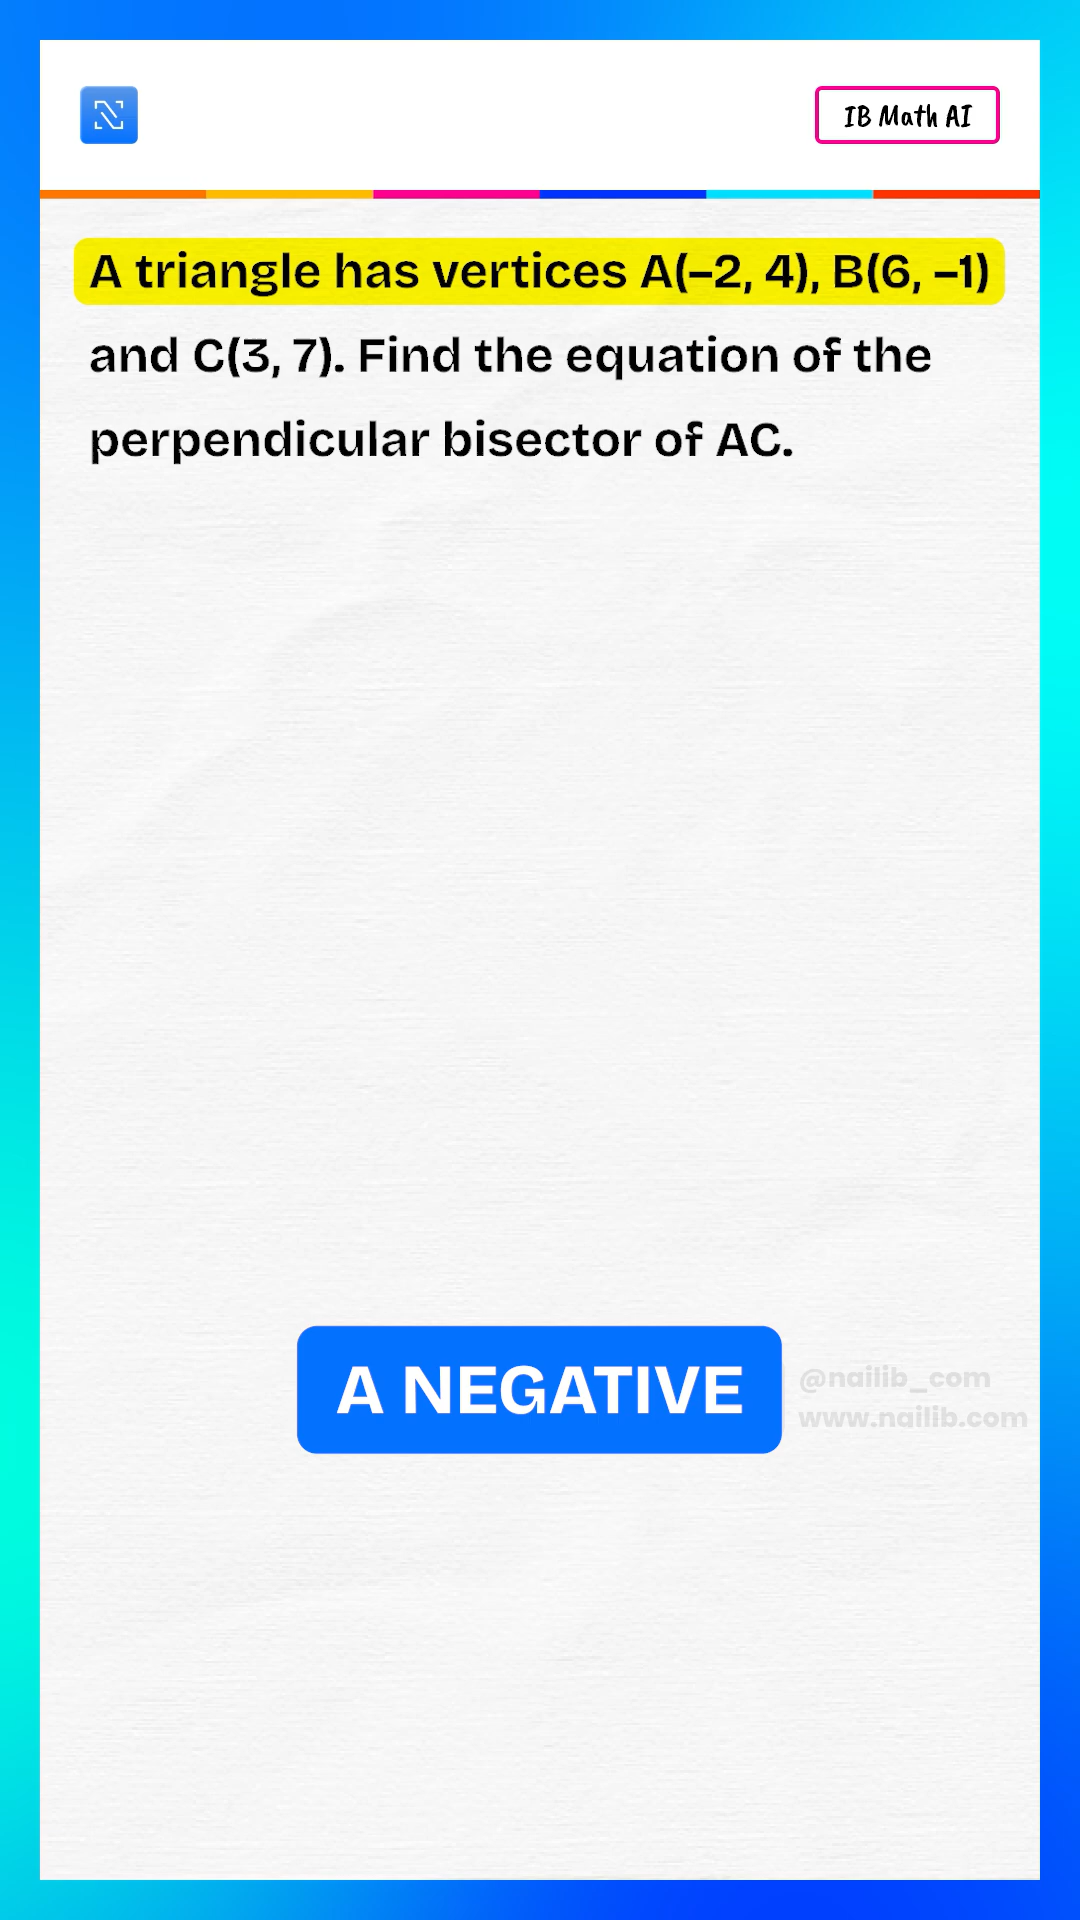 IB Math AI
A triangle has vertices A(–2, 4), B(6, –1)
and C(3, 7). Find the equation of the
perpendicular bisector of AC.
A NEGATIVE
@nailib_com
www.nailib.com